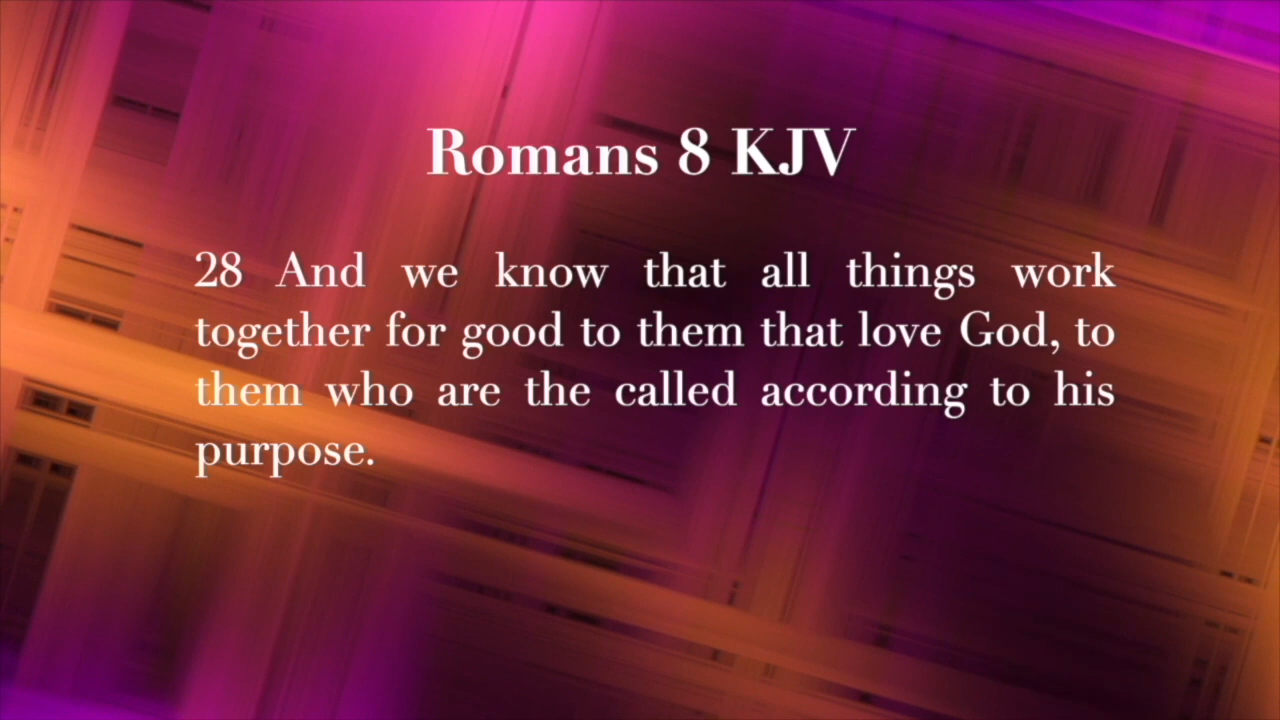 Romans 8 KJV
28 And we know that all things work
together for good to them that love God, to
them who are the called according to his
purpose.